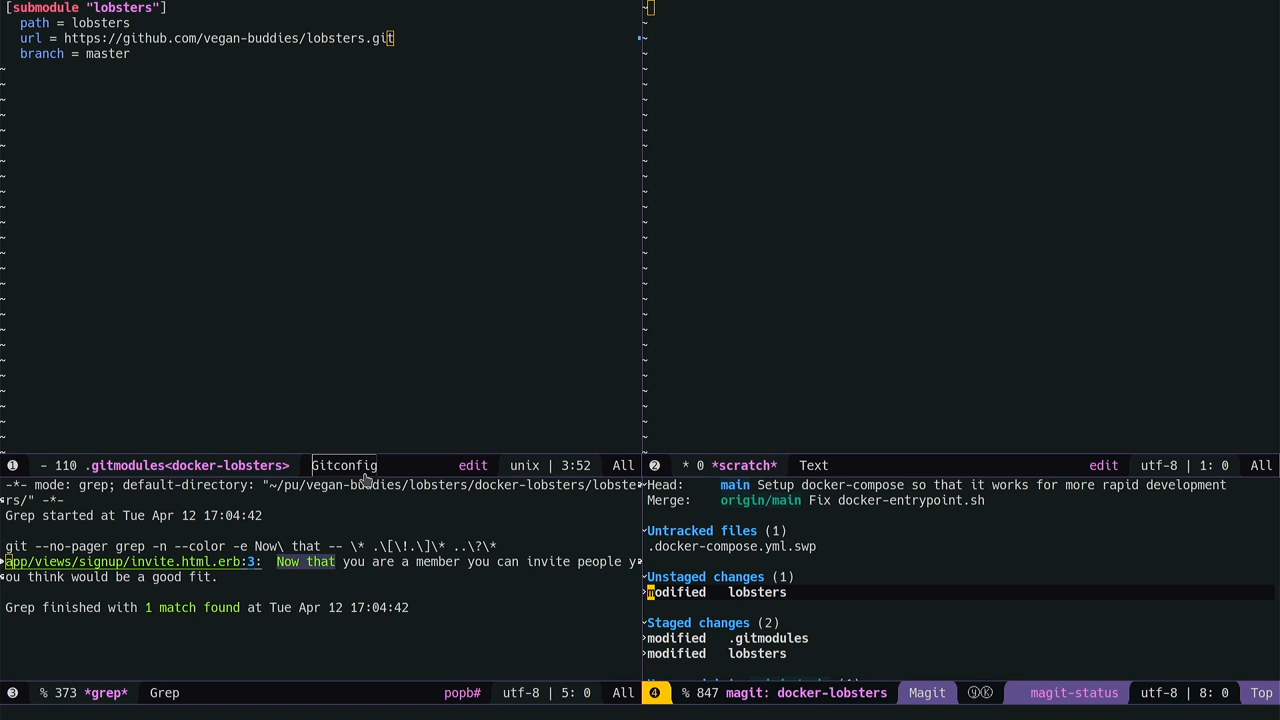 [submodule "lobsters"]
path = lobsters
url = https://github.com/vegan-buddies/lobsters.git
branch = master
❶ - 110 .gitmodules<docker-lobsters> Gitconfig edit unix | 3:52 All
❷ * 0 *scratch* Text edit utf-8 | 1: 0 All
-*- mode: grep; default-directory: "~/pu/vegan-buddies/lobsters/docker-lobsters/lobste
rs/" -*-
Grep started at Tue Apr 12 17:04:42
git --no-pager grep -n --color -e Now\ that -- \* .\[\!.\]\* ..\?\*
app/views/signup/invite.html.erb:3: Now that you are a member you can invite people y
ou think would be a good fit.
Grep finished with 1 match found at Tue Apr 12 17:04:42
❸ % 373 *grep* Grep popb# utf-8 | 5: 0 All
Head: main Setup docker-compose so that it works for more rapid development
Merge: origin/main Fix docker-entrypoint.sh
Untracked files (1)
.docker-compose.yml.swp
Unstaged changes (1)
modified lobsters
Staged changes (2)
modified .gitmodules
modified lobsters
❹ % 847 magit: docker-lobsters Magit ⓎⓀ magit-status utf-8 | 8: 0 Top